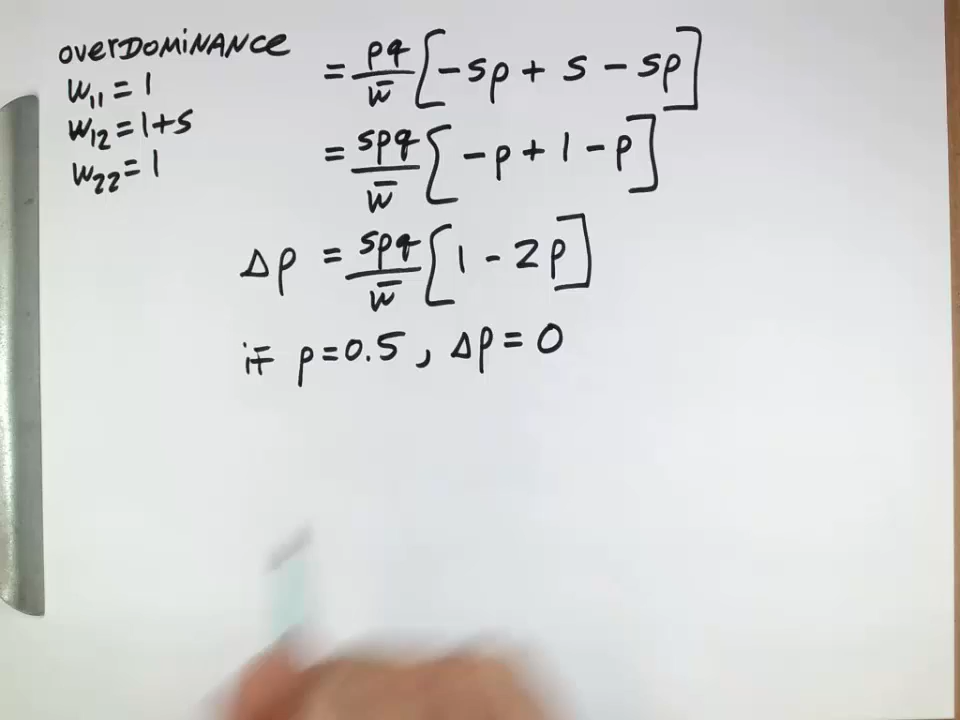 overDOMINANCE
w₁₁ = 1
w₁₂ = 1+s
w₂₂ = 1
= pq/w̄ [-sp + s - sp]
= spq/w̄ [-p + 1 - p]
Δp = spq/w̄ [1 - 2p]
if p=0.5, Δp = 0